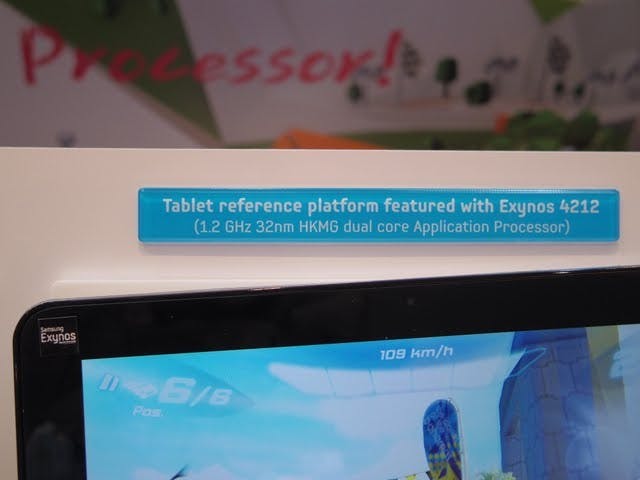 Processor!
Tablet reference platform featured with Exynos 4212
(1.2 GHz 32nm HKMG dual core Application Processor)
Samsung
Exynos
109 km/h
6/8
Pos.